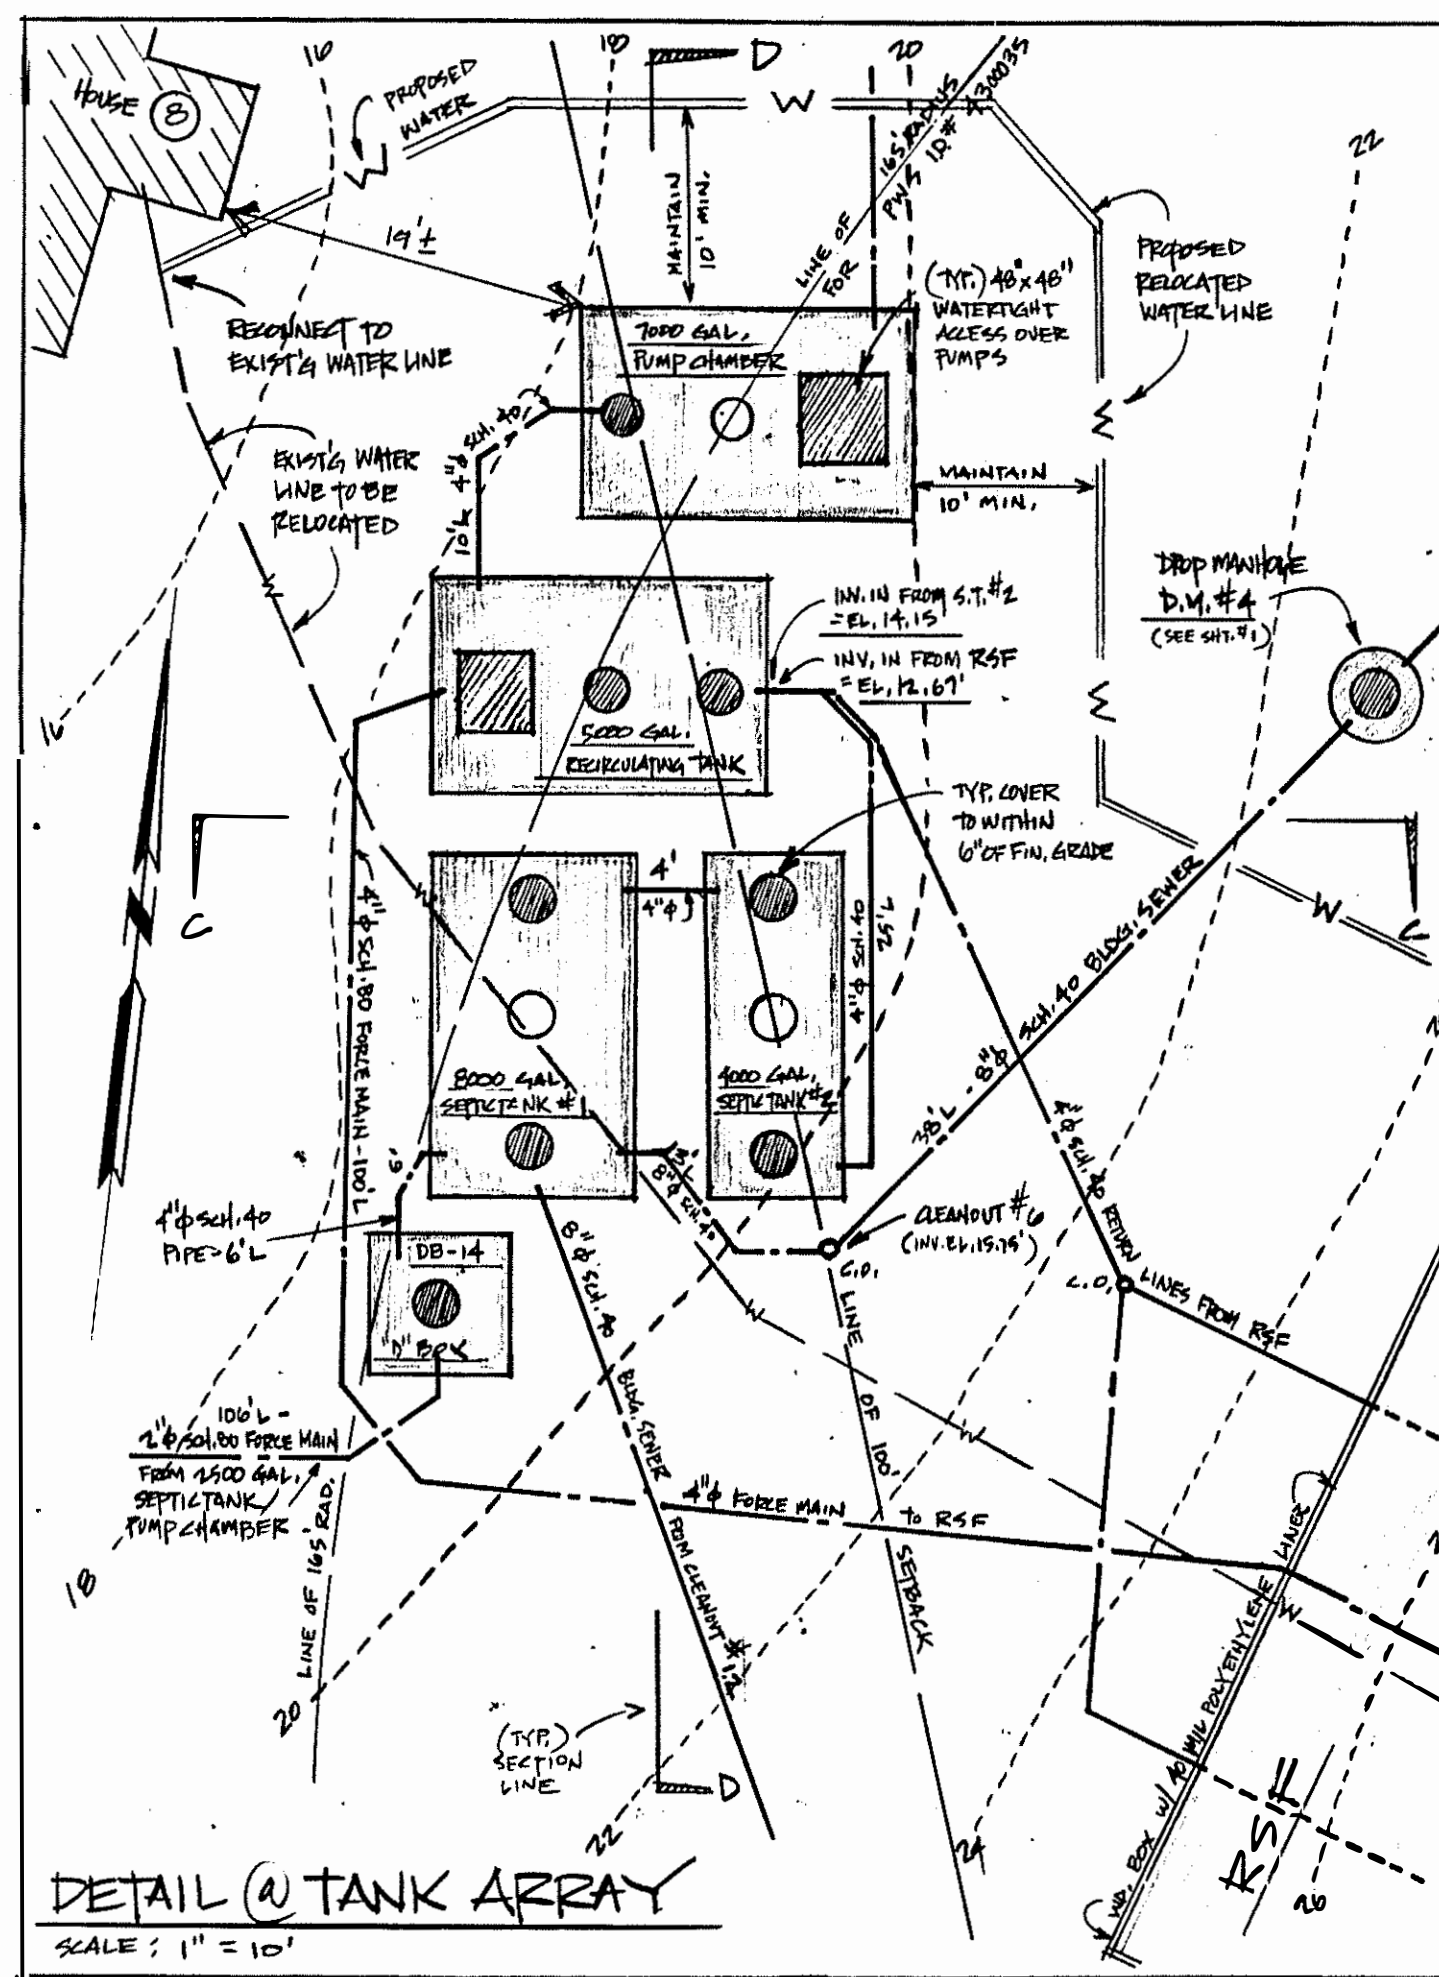 16
18
D
20
HOUSE 8
PROPOSED
WATER
W
W
165' RADIUS
PWS I.D.# 4300035
LINE OF
FOR
22
19'±
MAINTAIN
10' MIN.
(TYP.) 48"x48"
WATERTIGHT
ACCESS OVER
PUMPS
PROPOSED
RELOCATED
WATER LINE
RECONNECT TO
EXIST'G WATER LINE
7000 GAL.
PUMP CHAMBER
10'L 4"φ SCH. 40
EXIST'G WATER
LINE TO BE
RELOCATED
W
MAINTAIN
10' MIN.
W
DROP MANHOLE
D.M.#4
(SEE SHT.#1)
INV. IN FROM S.T.#2
=EL. 14.15'
INV. IN FROM RSF
=EL. 12.67'
W
16
5000 GAL.
RECIRCULATING TANK
TYP. COVER
TO WITHIN
6" OF FIN. GRADE
C
C
4'
4"φ
W
W
4"φ SCH. 80 FORCE MAIN - 100'L
4"φ SCH. 40
25'L
38'L - 8"φ SCH. 40 BLDG. SEWER
8000 GAL.
SEPTIC TANK #1
4000 GAL.
SEPTIC TANK #2
13'L
8"φ SCH. 40
4"φ SCH. 40 RETURN LINES FROM RSF
4"φ SCH. 40
PIPE-6'L
5'
CLEANOUT #6
(INV. EL. 15.75')
C.O.
C.O.
DB-14
"D" BOX
W
W
W
8"φ SCH. 40 BLDG. SEWER FROM CLEANOUT #12
LINE OF 100' SETBACK
106'L -
2"φ SCH. 80 FORCE MAIN
FROM 2500 GAL.
SEPTIC TANK/
PUMP CHAMBER
4"φ FORCE MAIN TO RSF
LINE OF 165' RAD.
18
20
(TYP.)
SECTION
LINE
D
22
24
26
WD. BOX W/ 40 MIL POLYETHYLENE LINER
RSF
DETAIL @ TANK ARRAY
SCALE: 1" = 10'